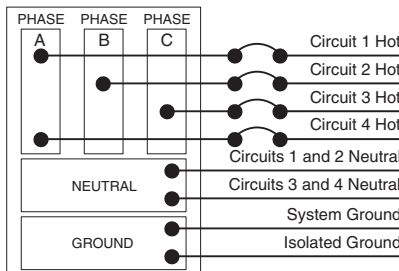 PHASE PHASE PHASE
A B C
Circuit 1 Hot
Circuit 2 Hot
Circuit 3 Hot
Circuit 4 Hot
Circuits 1 and 2 Neutral
NEUTRAL
Circuits 3 and 4 Neutral
System Ground
GROUND
Isolated Ground